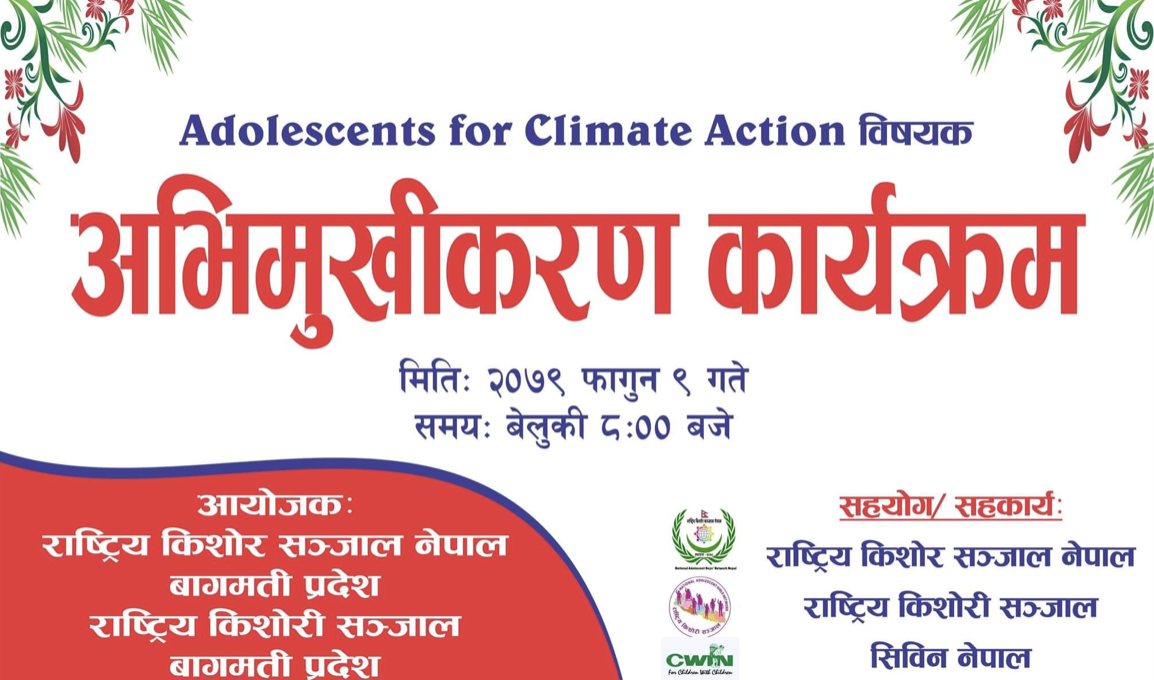 Adolescents for Climate Action विषयक
अभिमुखीकरण कार्यक्रम
मिति: २०७९ फागुन ९ गते
समय: बेलुकी ८:०० बजे
आयोजक:
राष्ट्रिय किशोर सञ्जाल नेपाल
बागमती प्रदेश
राष्ट्रिय किशोरी सञ्जाल
बागमती प्रदेश
सहयोग/ सहकार्य:
राष्ट्रिय किशोर सञ्जाल नेपाल
राष्ट्रिय किशोरी सञ्जाल
सिविन नेपाल
National Adolescent Boys' Network Nepal
राष्ट्रिय किशोरी सञ्जाल
CWIN
For Children With Children